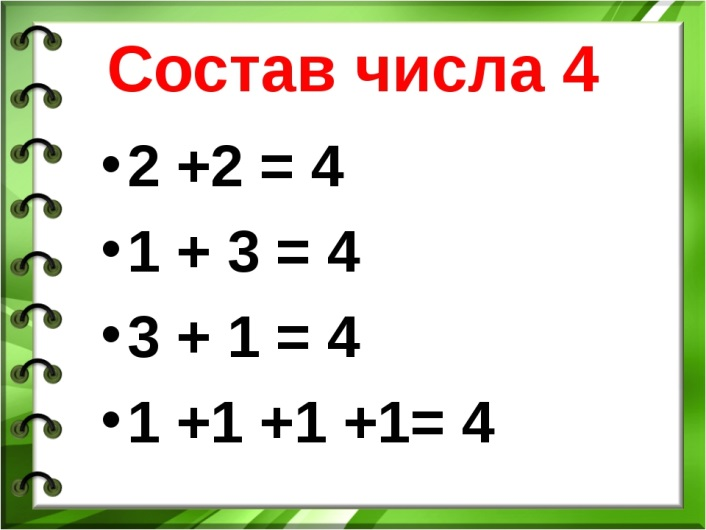 Состав числа 4
•2 +2 = 4
•1 + 3 = 4
•3 + 1 = 4
•1 +1 +1 +1= 4